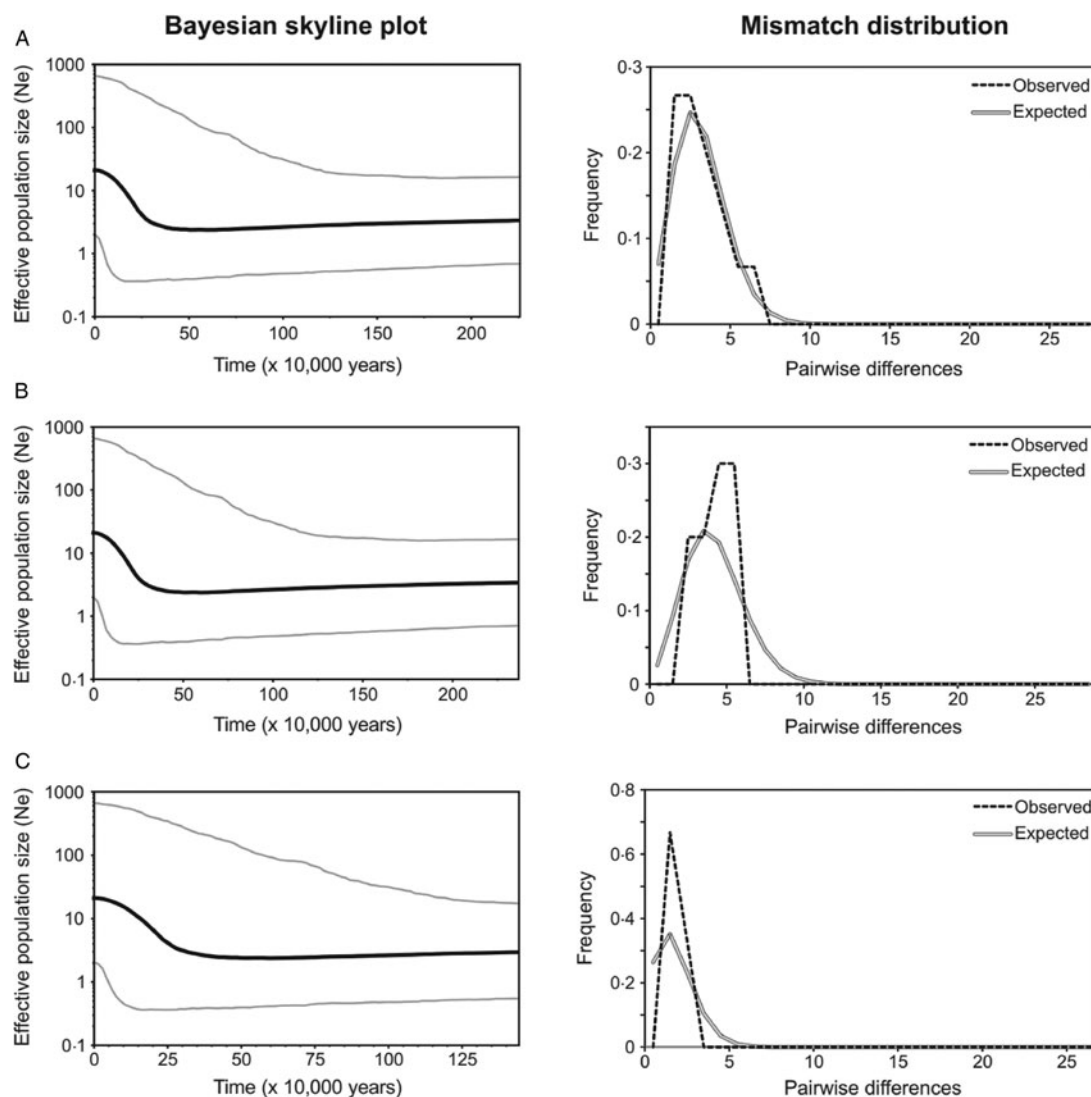 Bayesian skyline plot
Mismatch distribution
A
Effective population size (Ne)
1000
100
10
1
0·1
0 50 100 150 200
Time (x 10,000 years)
Frequency
0·3
0·2
0·1
0
0 5 10 15 20 25
Pairwise differences
Observed
Expected
B
Effective population size (Ne)
1000
100
10
1
0·1
0 50 100 150 200
Time (x 10,000 years)
Frequency
0·3
0·2
0·1
0
0 5 10 15 20 25
Pairwise differences
Observed
Expected
C
Effective population size (Ne)
1000
100
10
1
0·1
0 25 50 75 100 125
Time (x 10,000 years)
Frequency
0·8
0·6
0·4
0·2
0
0 5 10 15 20 25
Pairwise differences
Observed
Expected